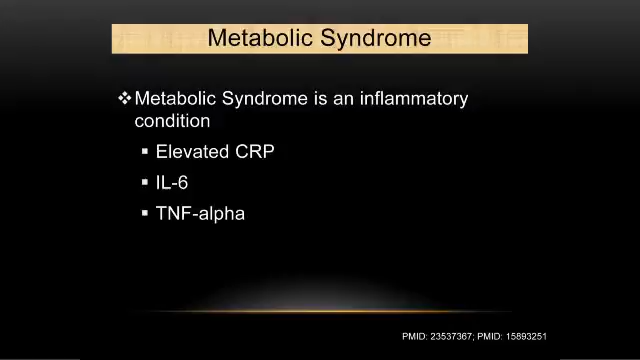 Metabolic Syndrome
❖Metabolic Syndrome is an inflammatory
condition
▪ Elevated CRP
▪ IL-6
▪ TNF-alpha
PMID: 23537367; PMID: 15893251